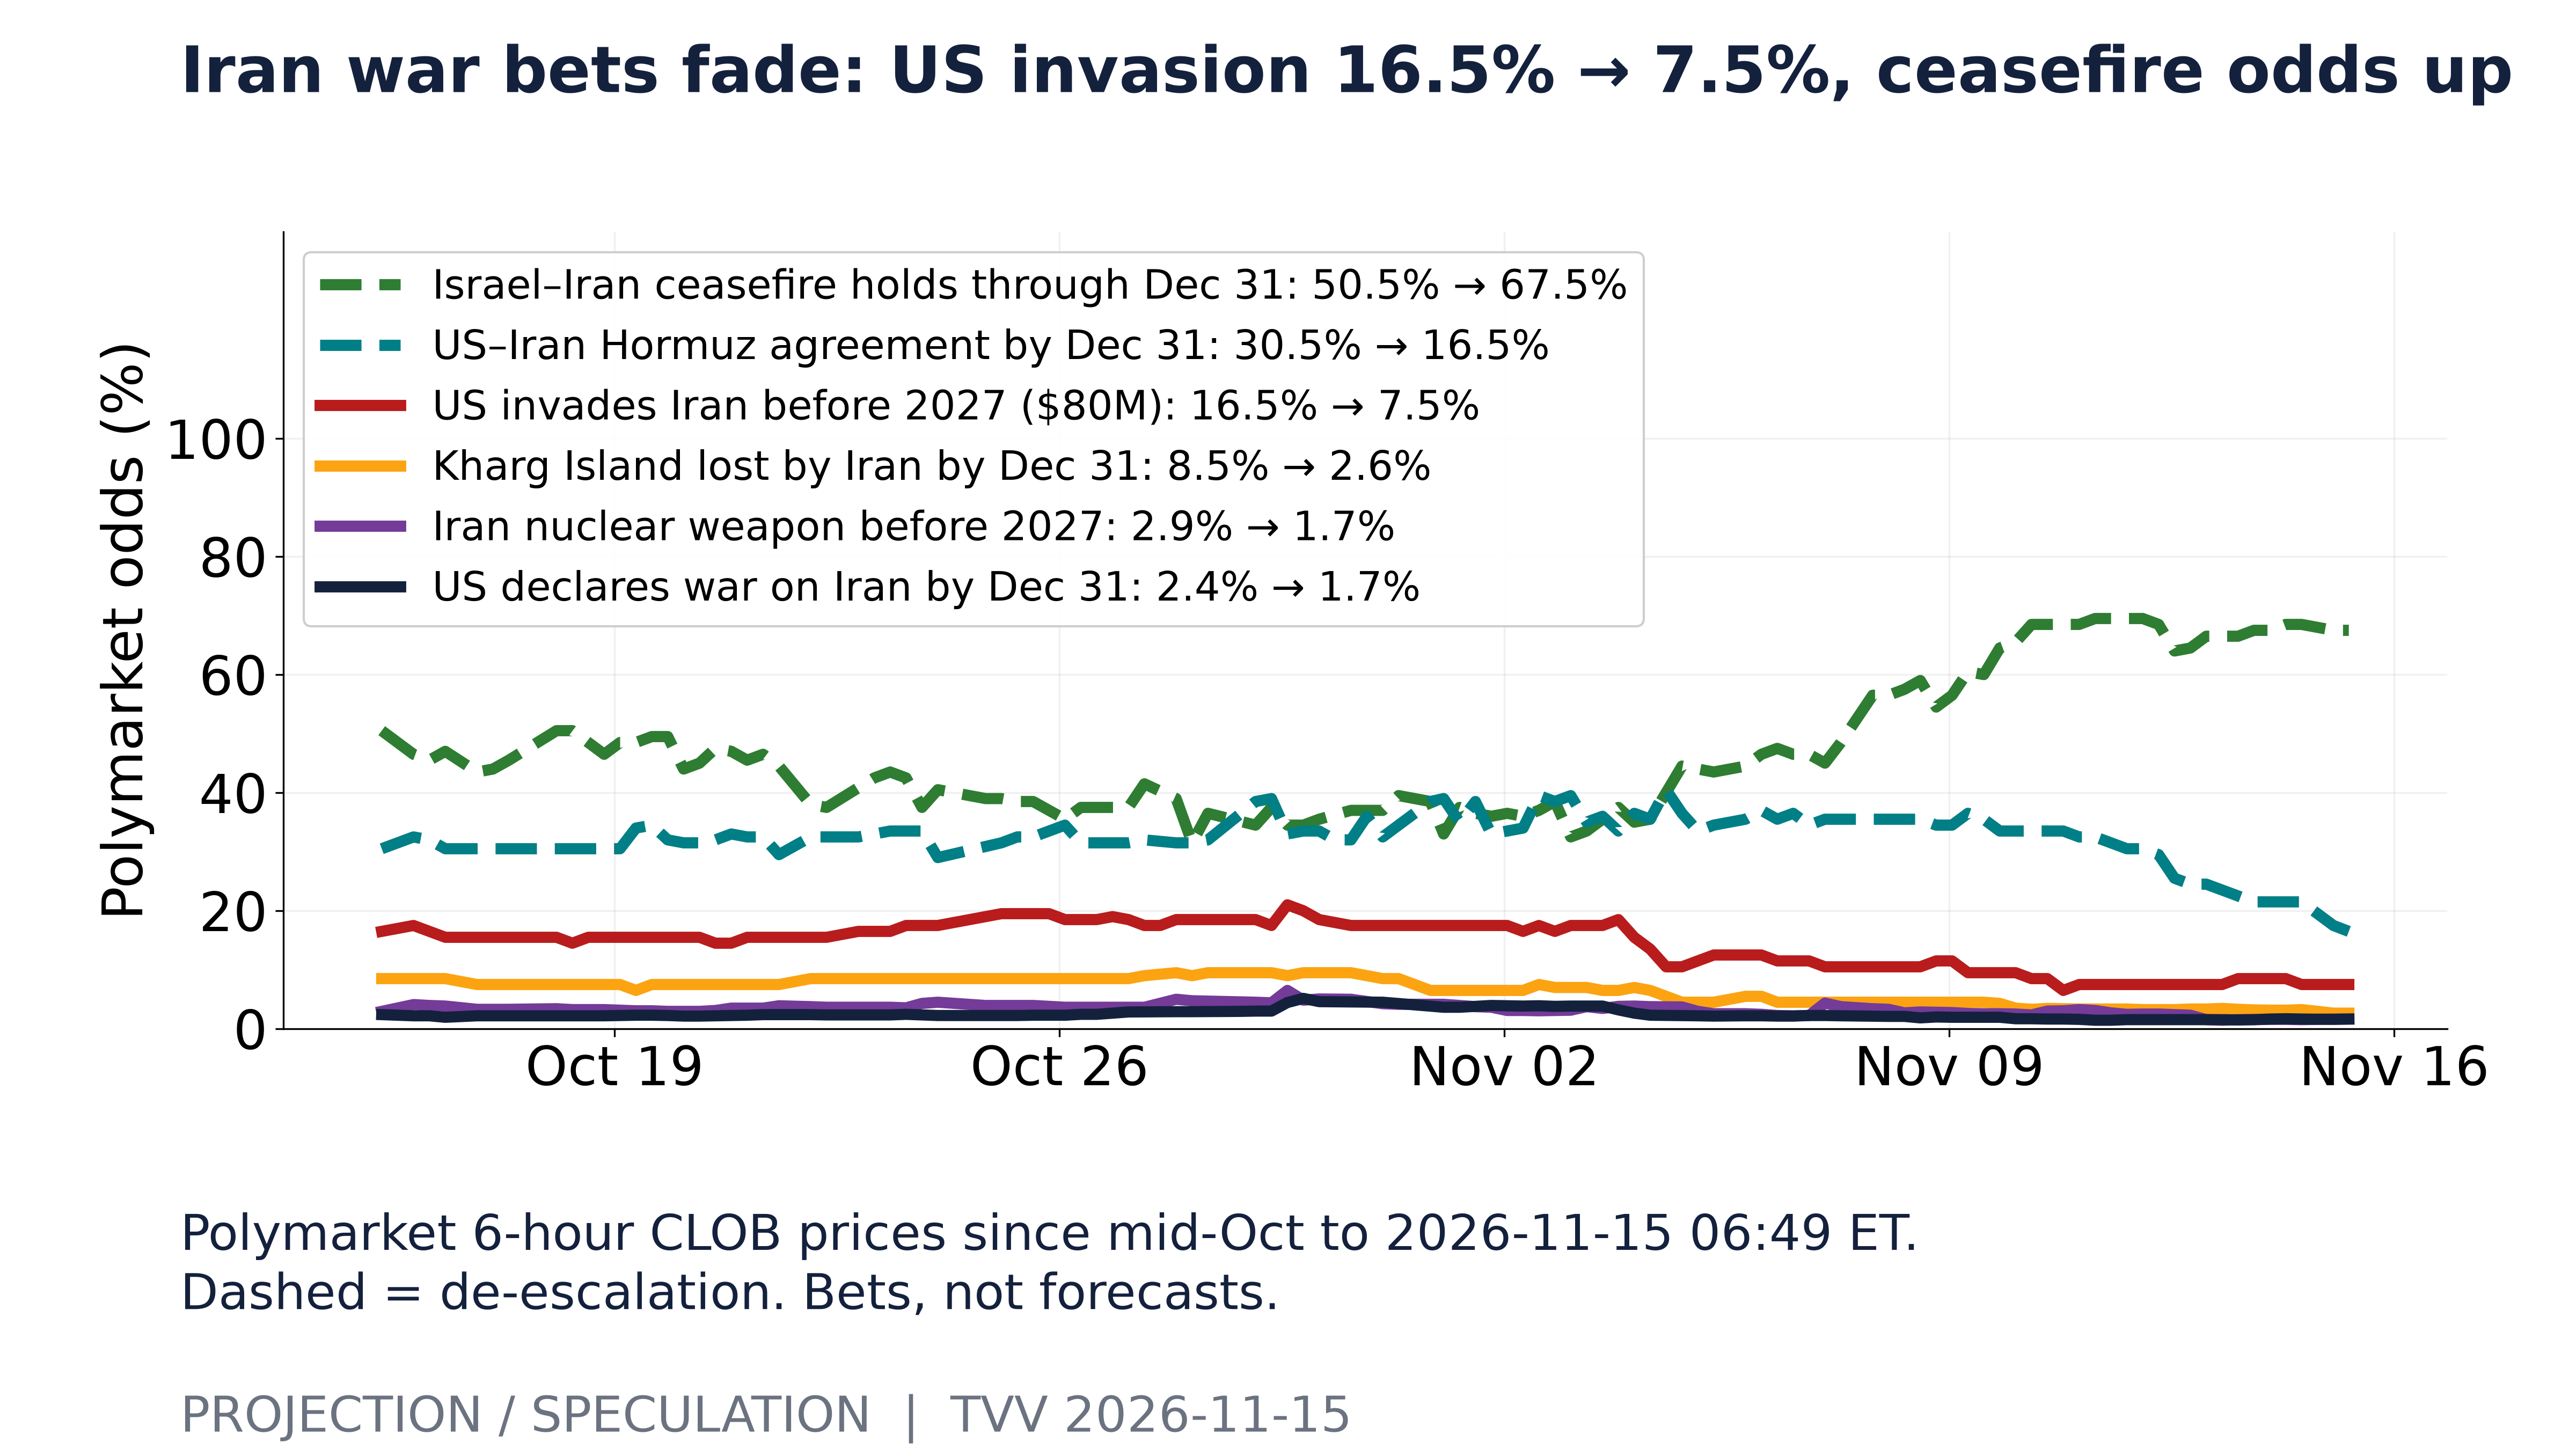 Iran war bets fade: US invasion 16.5% → 7.5%, ceasefire odds up
Israel–Iran ceasefire holds through Dec 31: 50.5% → 67.5%
US–Iran Hormuz agreement by Dec 31: 30.5% → 16.5%
US invades Iran before 2027 ($80M): 16.5% → 7.5%
Kharg Island lost by Iran by Dec 31: 8.5% → 2.6%
Iran nuclear weapon before 2027: 2.9% → 1.7%
US declares war on Iran by Dec 31: 2.4% → 1.7%
Polymarket odds (%)
100
80
60
40
20
0
Oct 19
Oct 26
Nov 02
Nov 09
Nov 16
Polymarket 6-hour CLOB prices since mid-Oct to 2026-11-15 06:49 ET.
Dashed = de-escalation. Bets, not forecasts.
PROJECTION / SPECULATION | TVV 2026-11-15